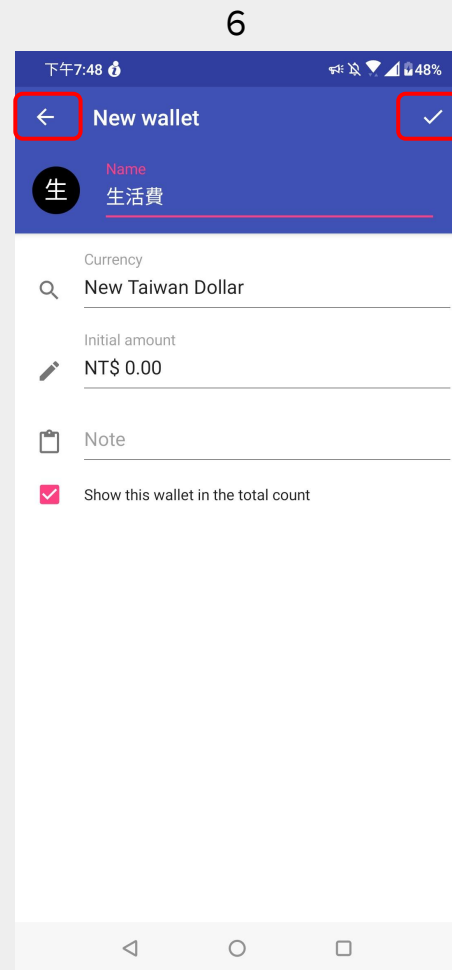 6
下午7:48 48%
New wallet
Name
生 生活費
Currency
New Taiwan Dollar
Initial amount
NT$ 0.00
Note
Show this wallet in the total count